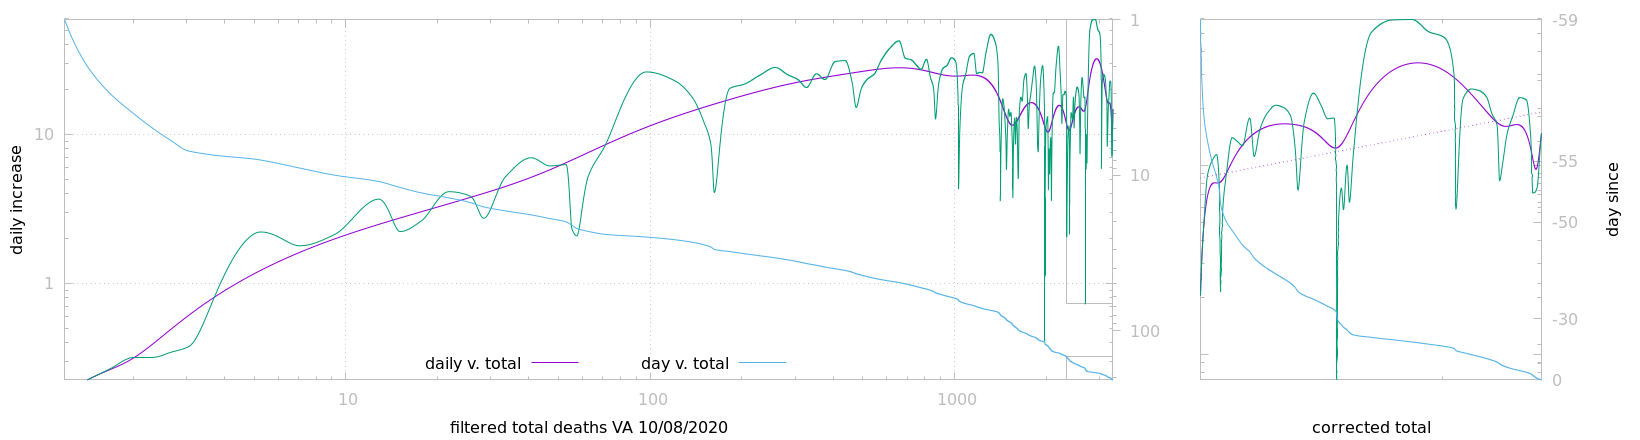 daily increase
10
1
daily v. total
day v. total
10
100
1000
filtered total deaths VA 10/08/2020
1
10
100
-59
-55
-50
-30
0
day since
corrected total